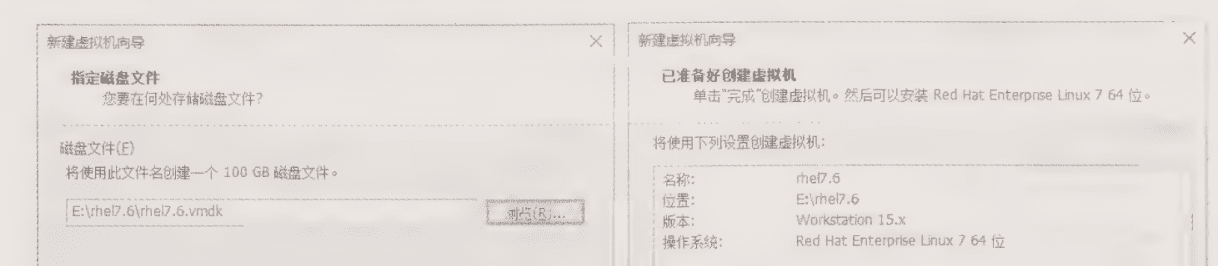 新建虚拟机向导
指定磁盘文件
您要在何处存储磁盘文件?
磁盘文件(F)
将使用此文件名创建一个 100 GB 磁盘文件。
E:\rhel7.6\rhel7.6.vmdk
浏览(R)...
新建虚拟机向导
已准备好创建虚拟机
单击“完成”创建虚拟机。然后可以安装 Red Hat Enterprise Linux 7 64 位。
将使用下列设置创建虚拟机:
名称: rhel7.6
位置: E:\rhel7.6
版本: Workstation 15.x
操作系统: Red Hat Enterprise Linux 7 64 位